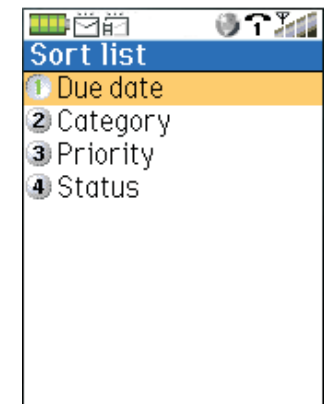 Sort list
1 Due date
2 Category
3 Priority
4 Status